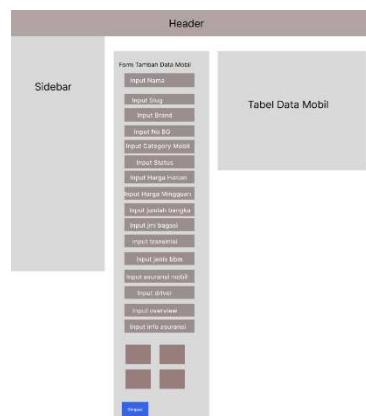 Header
Sidebar
Form Tambah Data Mobil
Input Nama
Input Slug
Input Brand
Input No BG
Input Category Mobil
Input Status
Input Harga Harian
Input Harga Mingguan
Input jumlah bangku
Input jml bagasi
Input transmisi
Input jenis bbm
Input asuransi mobil
Input driver
Input overview
Input info asuransi
Simpan
Tabel Data Mobil